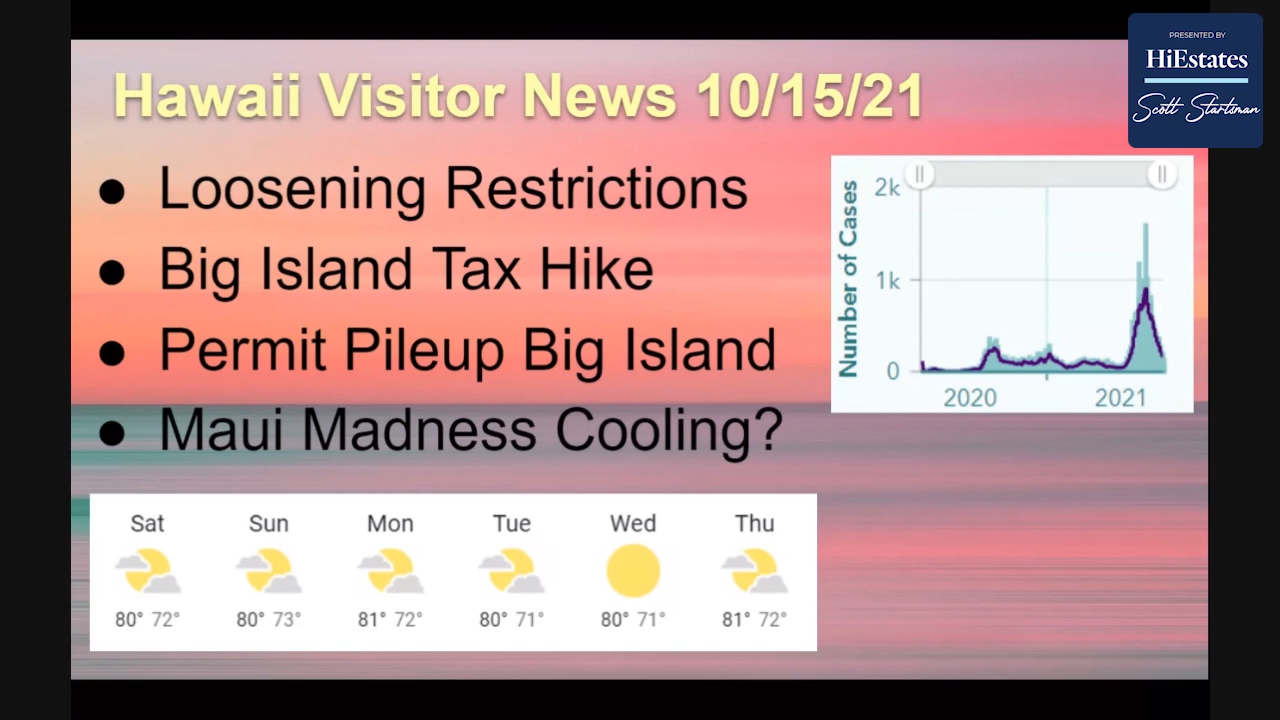 Hawaii Visitor News 10/15/21
PRESENTED BY
HiEstates
Scott Startsman
● Loosening Restrictions
● Big Island Tax Hike
● Permit Pileup Big Island
● Maui Madness Cooling?
Number of Cases
2k
1k
0
2020 2021
Sat Sun Mon Tue Wed Thu
80° 72° 80° 73° 81° 72° 80° 71° 80° 71° 81° 72°